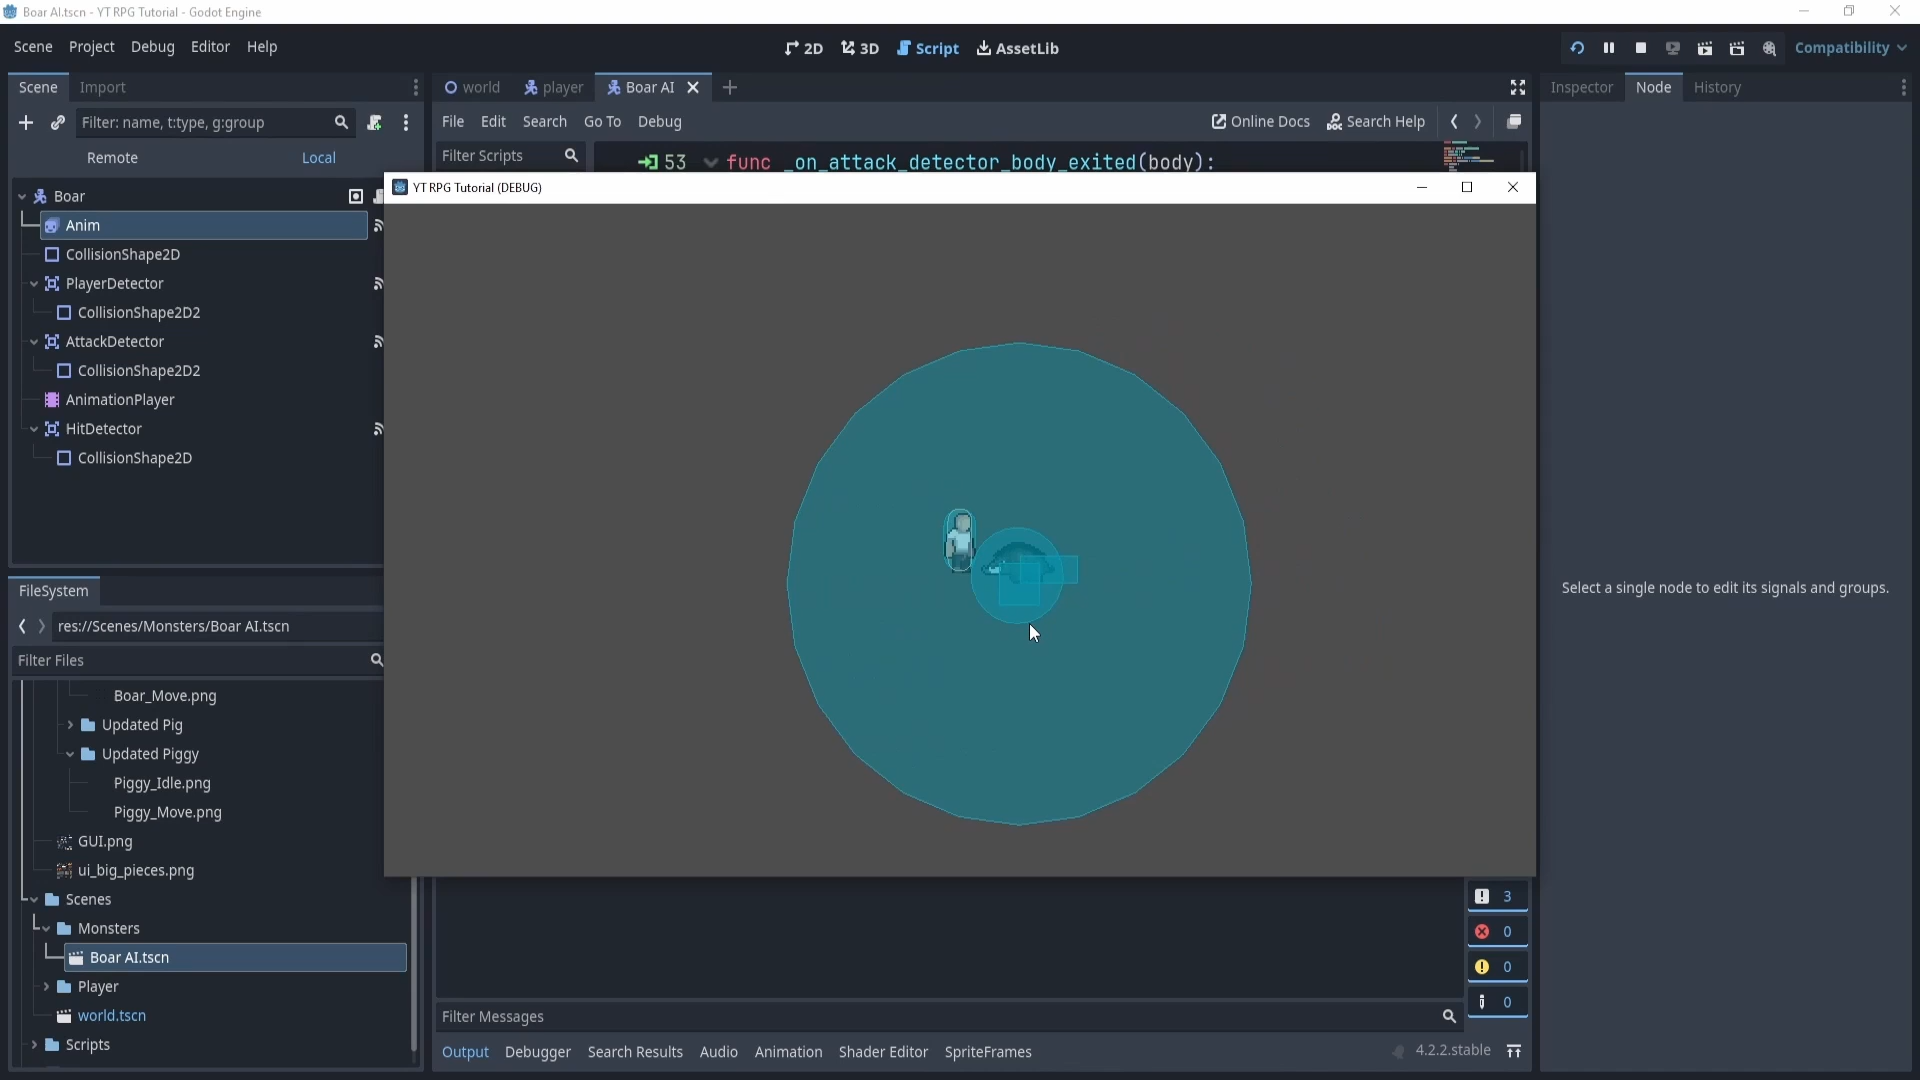 Boar AI.tscn - YT RPG Tutorial - Godot Engine
Scene Project Debug Editor Help
2D 3D Script AssetLib
Compatibility
Scene Import
world player Boar AI
Inspector Node History
Filter: name, t:type, g:group
File Edit Search Go To Debug
Online Docs Search Help
Remote Local
Filter Scripts
53 func _on_attack_detector_body_exited(body):
YT RPG Tutorial (DEBUG)
Boar
Anim
CollisionShape2D
PlayerDetector
CollisionShape2D2
AttackDetector
CollisionShape2D2
AnimationPlayer
HitDetector
CollisionShape2D
Select a single node to edit its signals and groups.
FileSystem
res://Scenes/Monsters/Boar AI.tscn
Filter Files
Boar_Move.png
Updated Pig
Updated Piggy
Piggy_Idle.png
Piggy_Move.png
GUI.png
ui_big_pieces.png
Scenes
Monsters
Boar AI.tscn
Player
world.tscn
Scripts
3
0
0
0
Filter Messages
Output Debugger Search Results Audio Animation Shader Editor SpriteFrames
4.2.2.stable